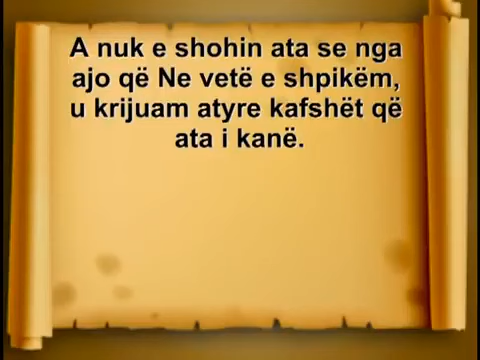 A nuk e shohin ata se nga
ajo që Ne vetë e shpikëm,
u krijuam atyre kafshët që
ata i kanë.